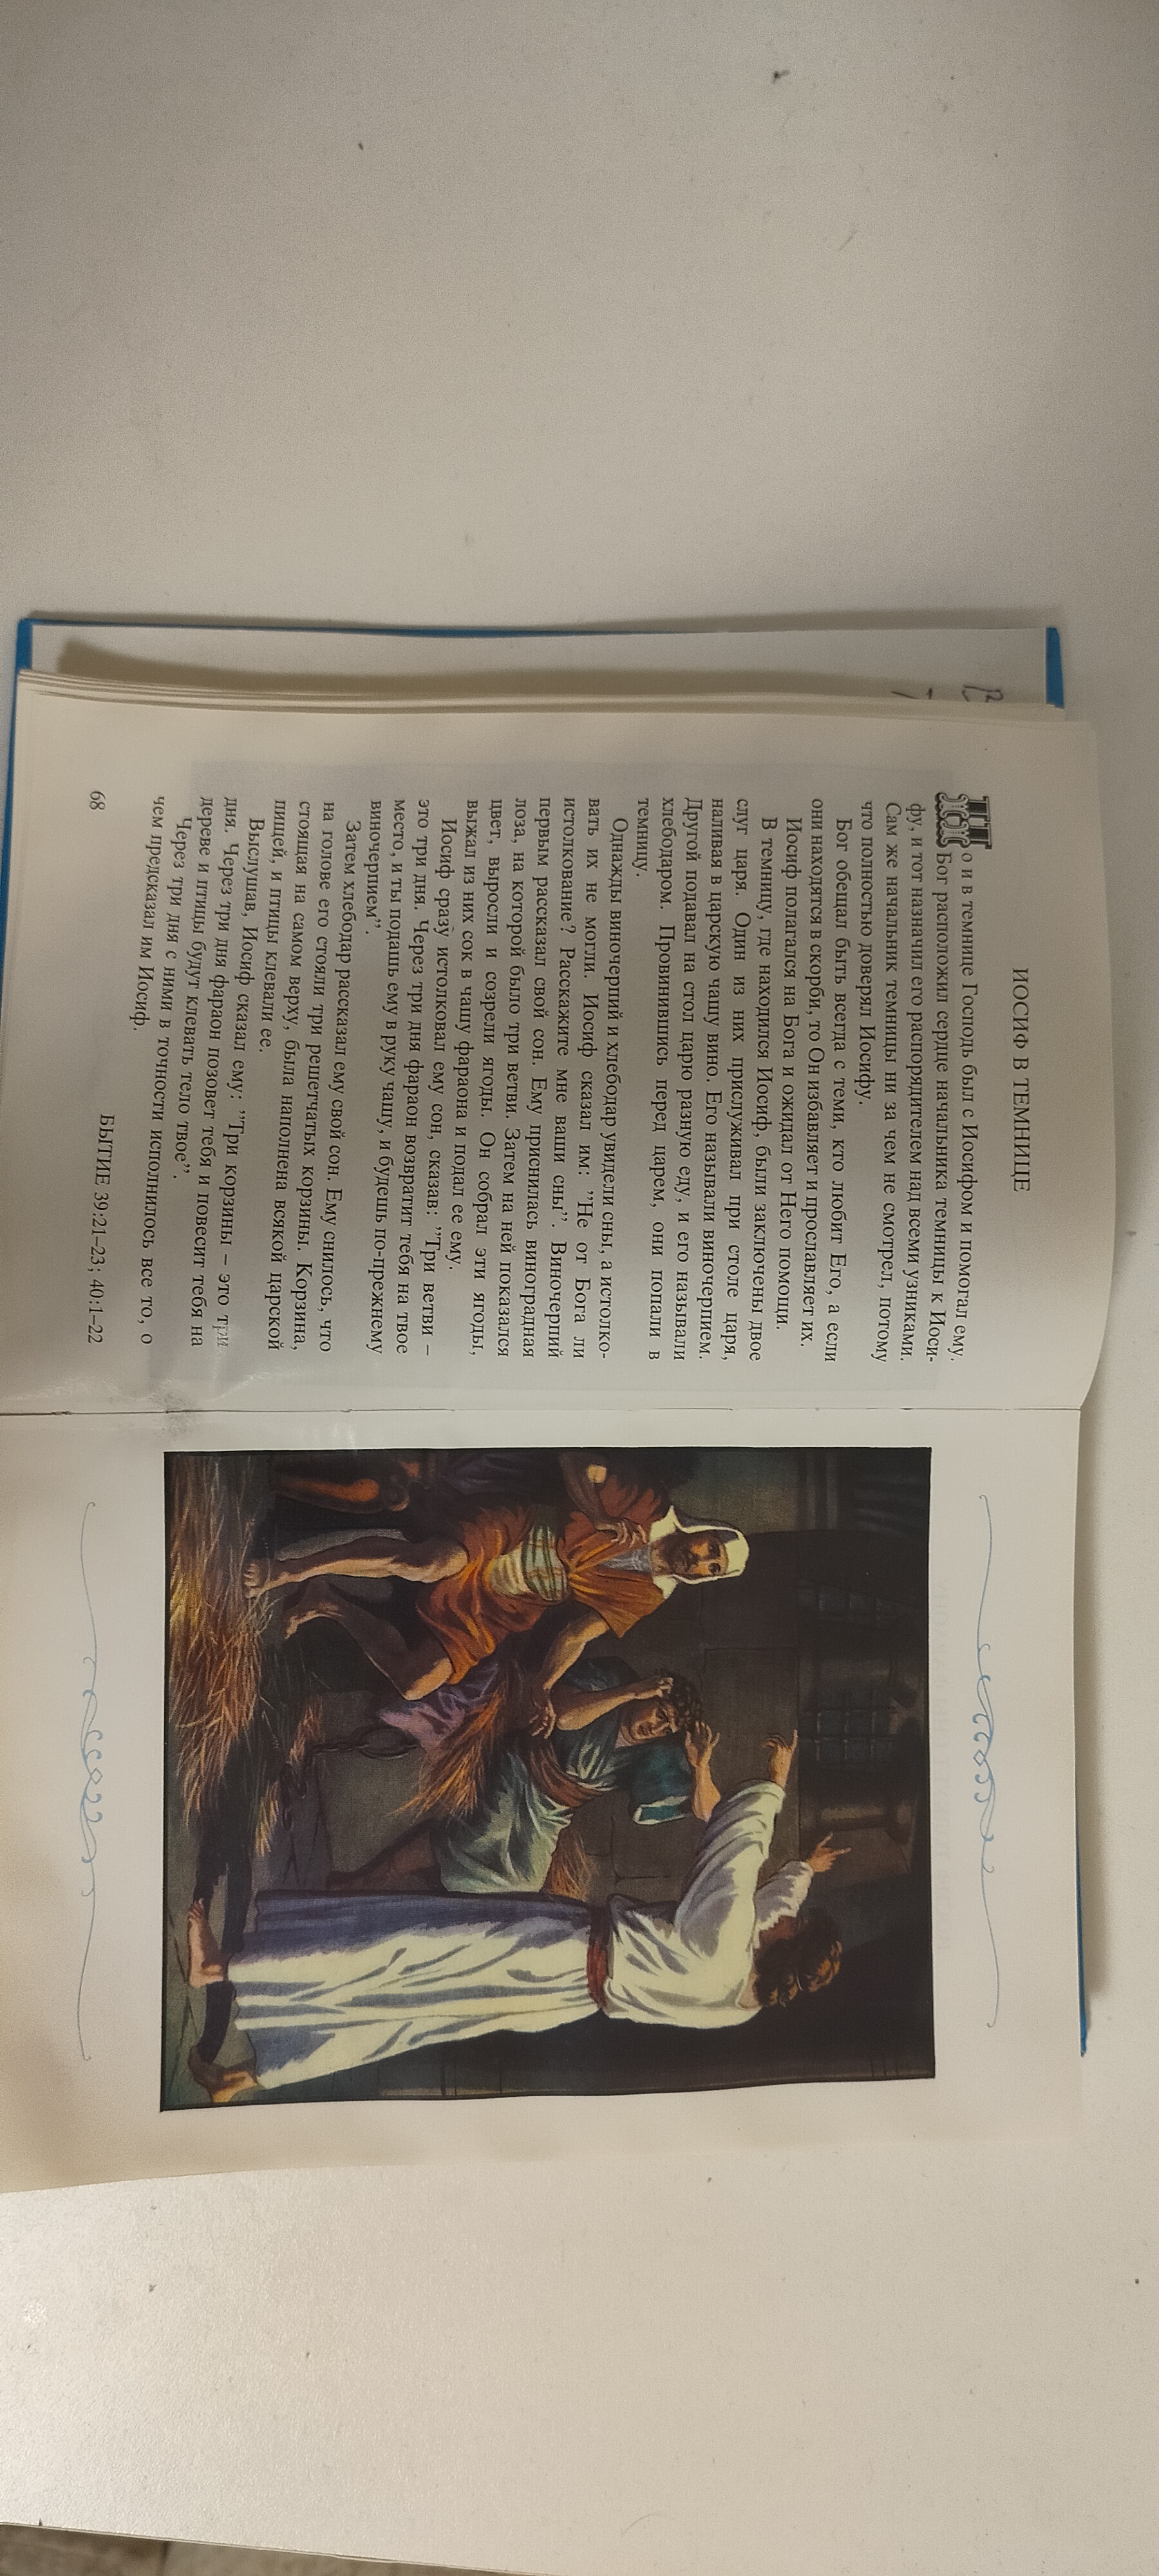 ИОСИФ В ТЕМНИЦЕ
Но и в темнице Господь был с Иосифом и помогал ему.
Бог расположил сердце начальника темницы к Иоси-
фу, и тот назначил его распорядителем над всеми узниками.
Сам же начальник темницы ни за чем не смотрел, потому
что полностью доверял Иосифу.
Бог обещал быть всегда с теми, кто любит Его, а если
они находятся в скорби, то Он избавляет и прославляет их.
Иосиф полагался на Бога и ожидал от Него помощи.
В темницу, где находился Иосиф, были заключены двое
слуг царя. Один из них прислуживал при столе царя,
наливая в царскую чашу вино. Его называли виночерпием.
Другой подавал на стол царю разную еду, и его называли
хлебодаром. Провинившись перед царем, они попали в
темницу.
Однажды виночерпий и хлебодар увидели сны, а истолко-
вать их не могли. Иосиф сказал им: ”Не от Бога ли
истолкование? Расскажите мне ваши сны”. Виночерпий
первым рассказал свой сон. Ему приснилась виноградная
лоза, на которой было три ветви. Затем на ней показался
цвет, выросли и созрели ягоды. Он собрал эти ягоды,
выжал из них сок в чашу фараона и подал ее ему.
Иосиф сразу истолковал ему сон, сказав: ”Три ветви –
это три дня. Через три дня фараон возвратит тебя на твое
место, и ты подашь ему в руку чашу, и будешь по-прежнему
виночерпием”.
Затем хлебодар рассказал ему свой сон. Ему снилось, что
на голове его стояли три решетчатых корзины. Корзина,
стоящая на самом верху, была наполнена всякой царской
пищей, и птицы клевали ее.
Выслушав, Иосиф сказал ему: ”Три корзины – это три
дня. Через три дня фараон позовет тебя и повесит тебя на
дереве и птицы будут клевать тело твое”.
Через три дня с ними в точности исполнилось все то, о
чем предсказал им Иосиф.
БЫТИЕ 39:21–23; 40:1–22
68